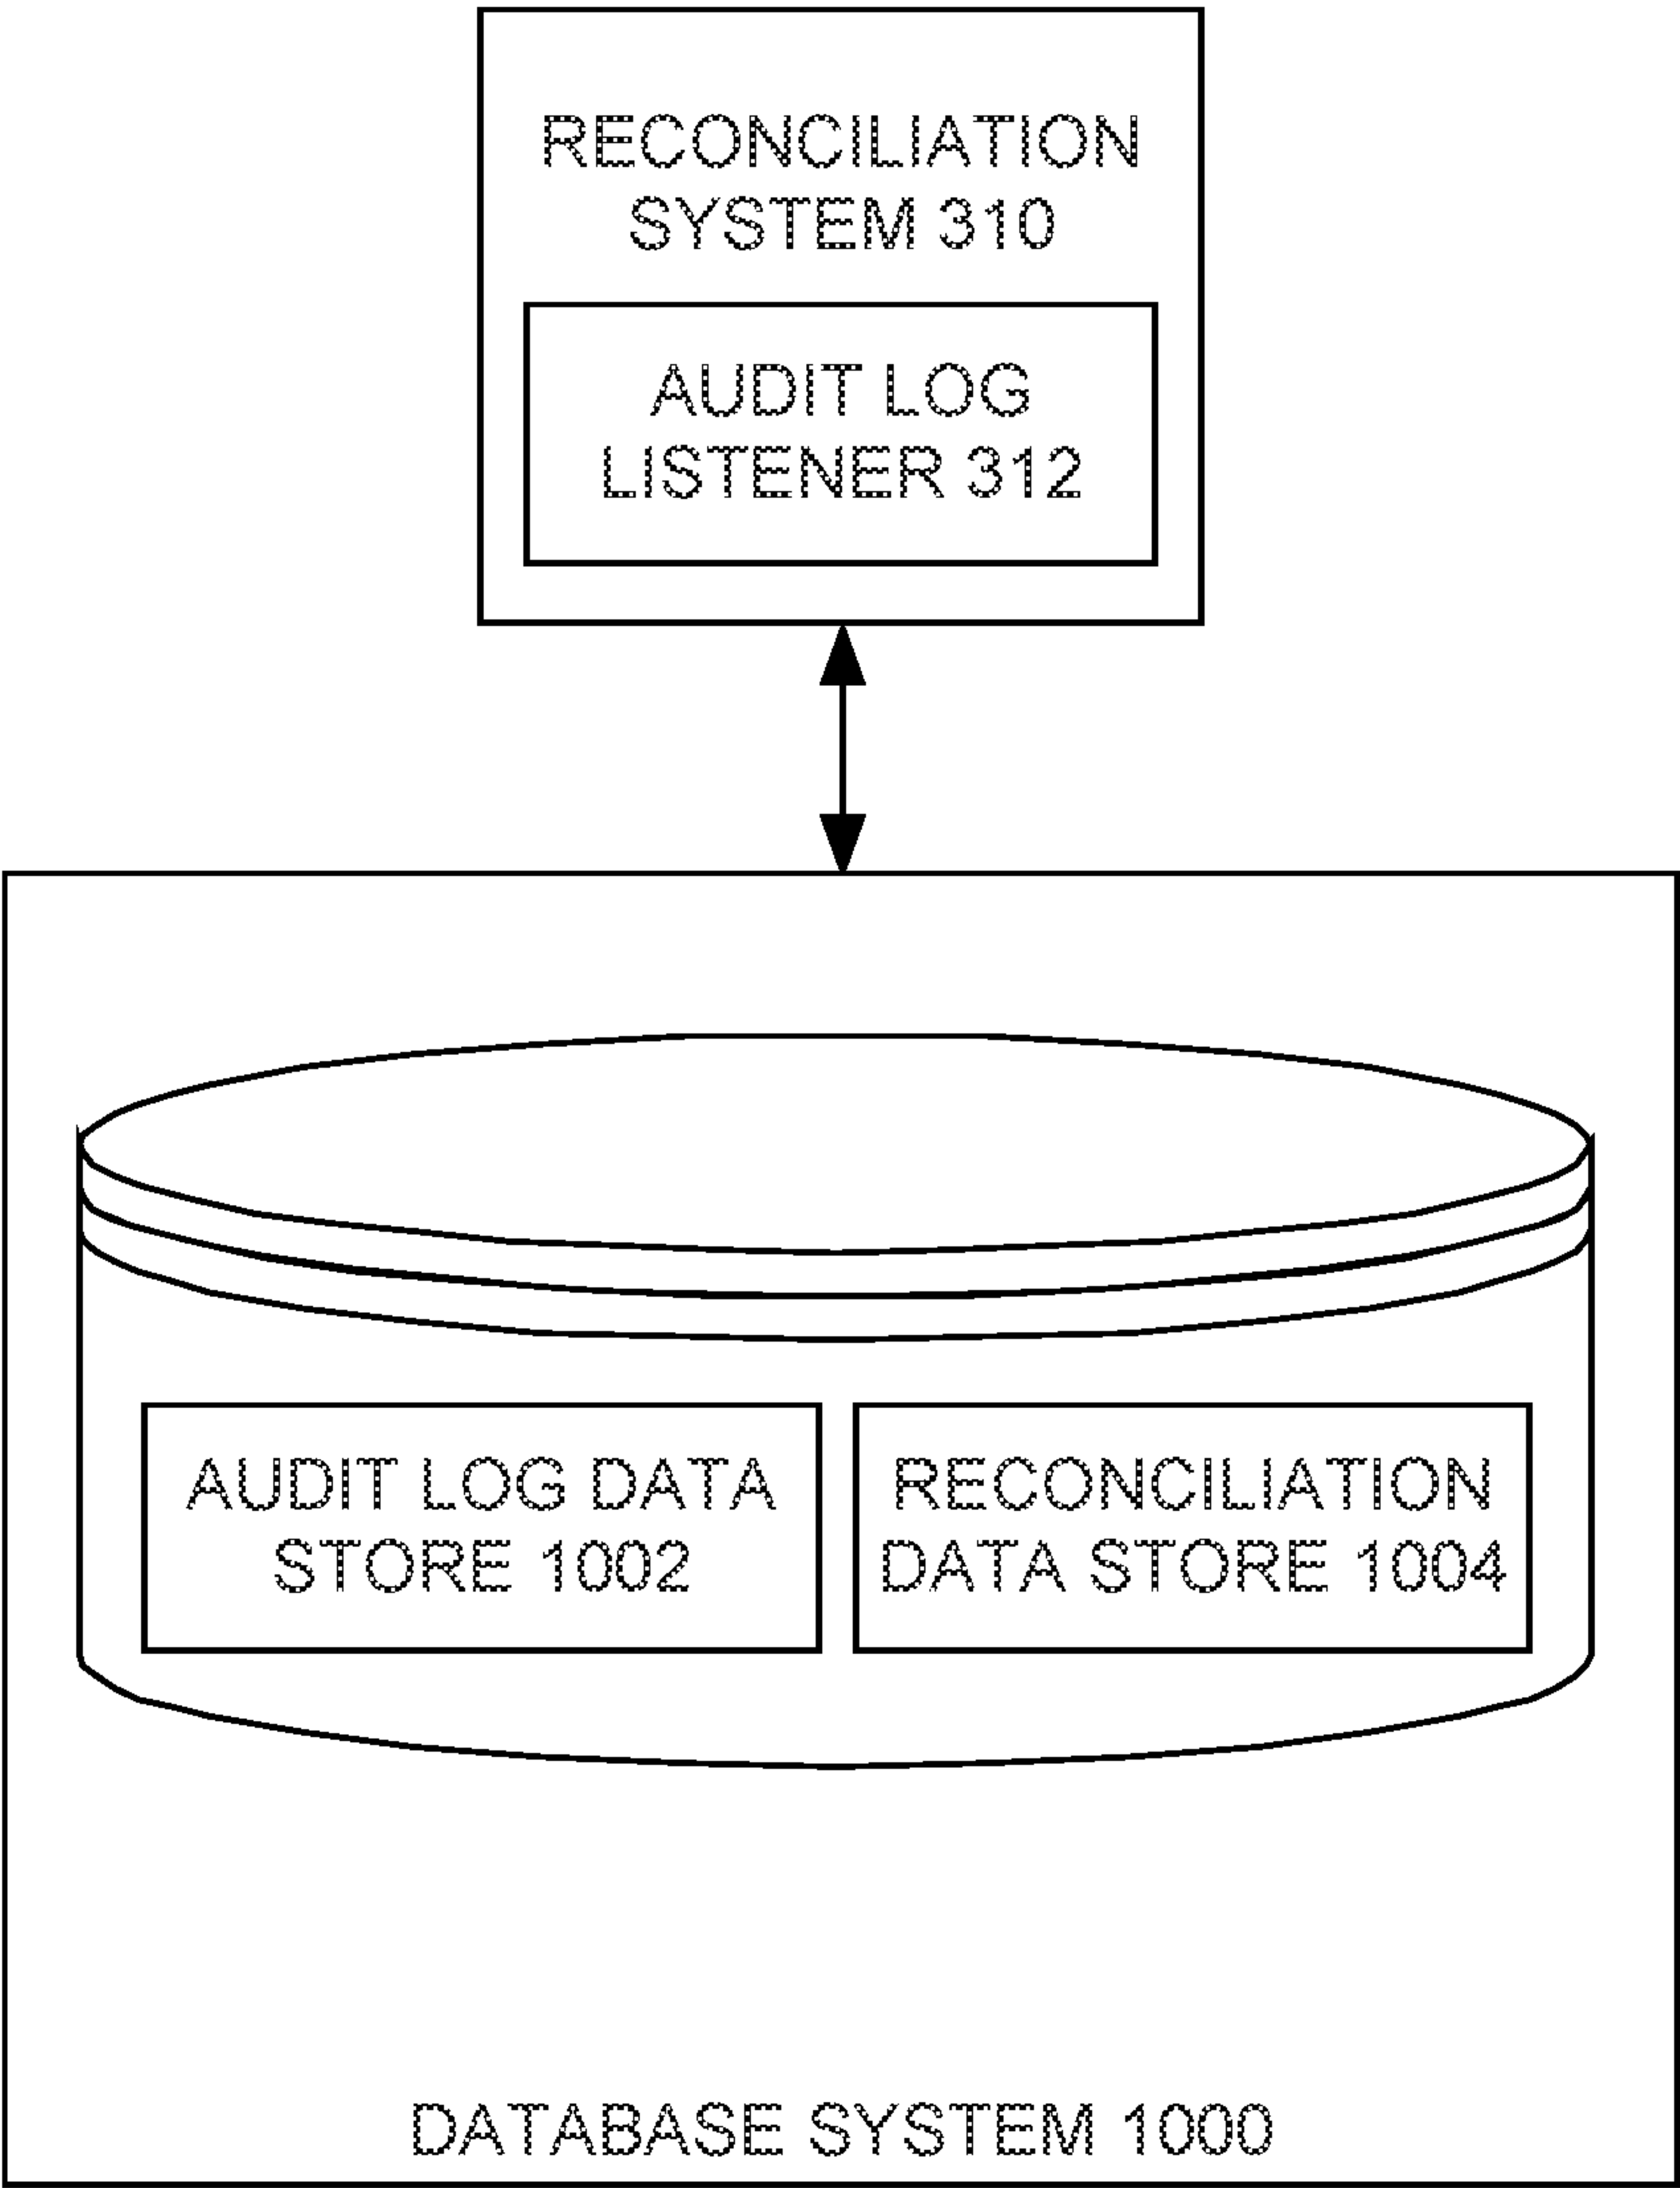 RECONCILIATION
SYSTEM 310
AUDIT LOG
LISTENER 312
AUDIT LOG DATA
STORE 1002
RECONCILIATION
DATA STORE 1004
DATABASE SYSTEM 1000